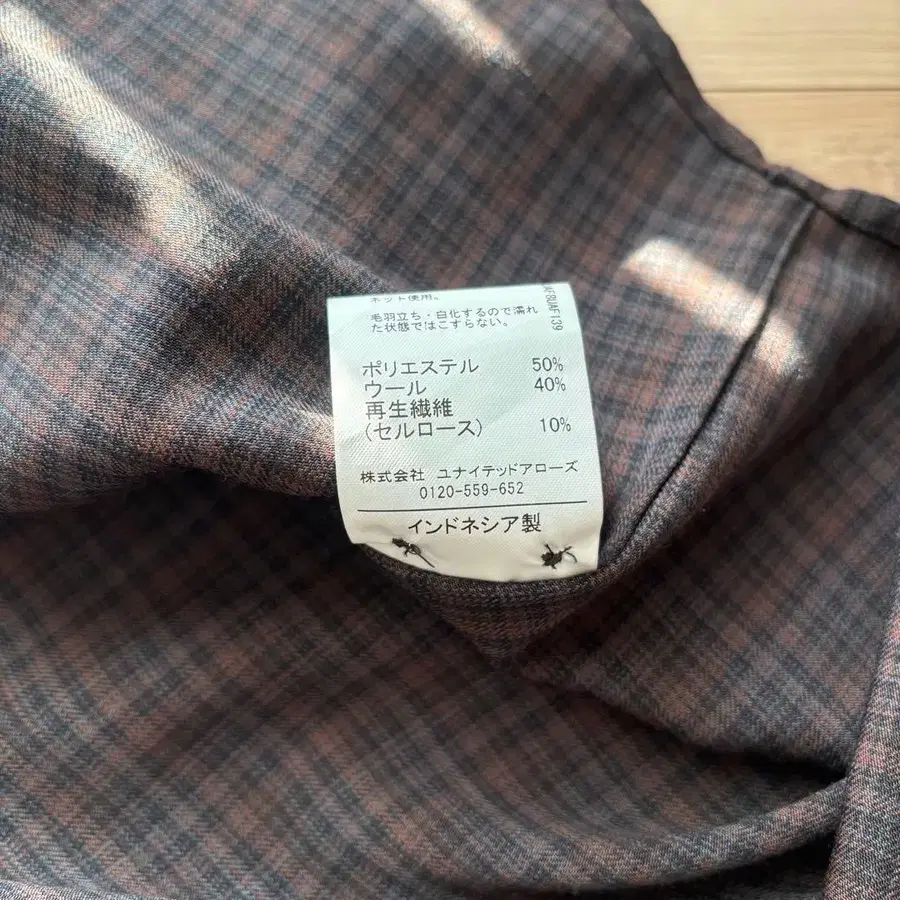 ネット使用。
毛羽立ち・白化するので濡れ
た状態ではこすらない。
ポリエステル 50%
ウール 40%
再生繊維
(セルロース) 10%
株式会社 ユナイテッドアローズ
0120-559-652
インドネシア製